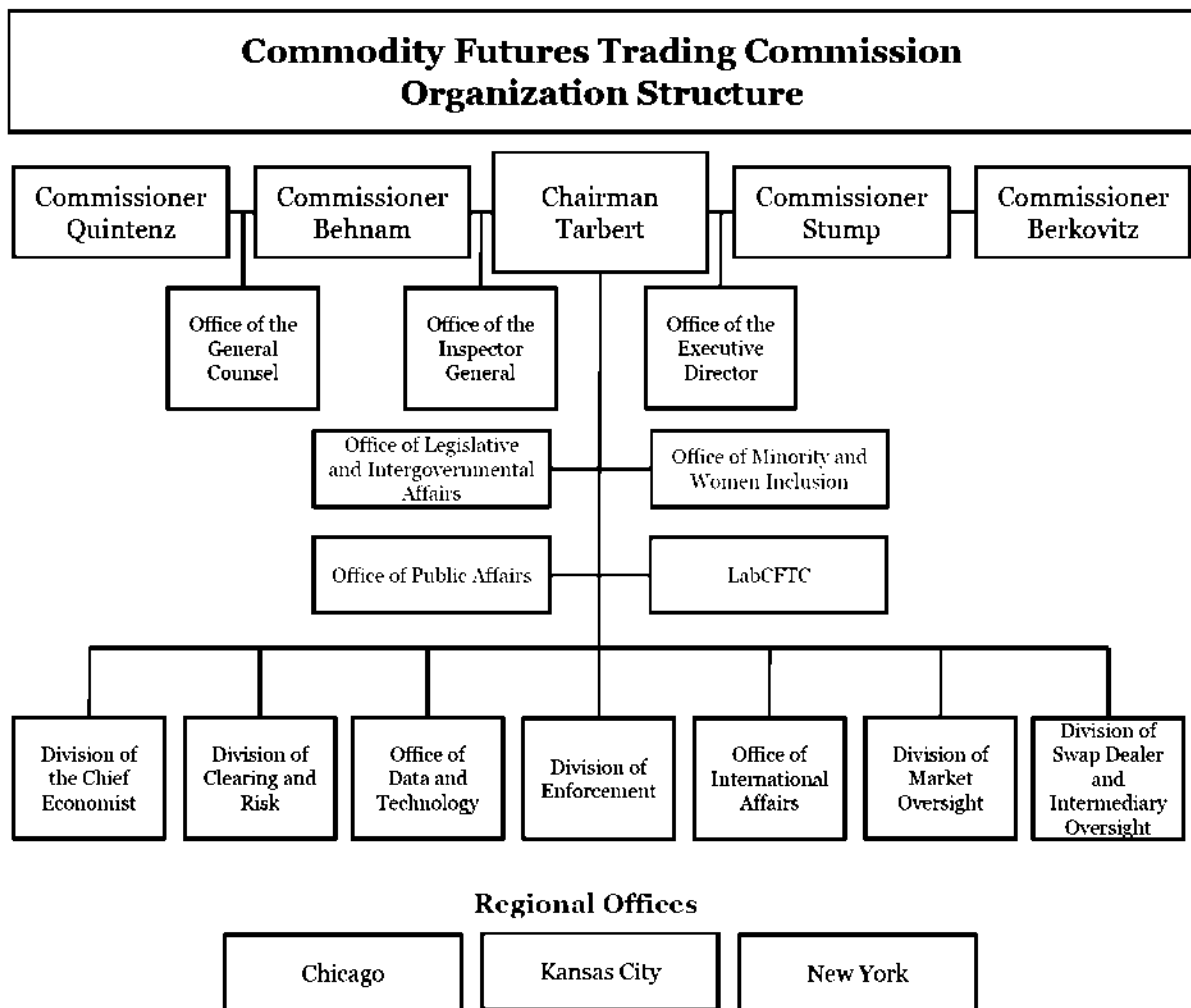 Commodity Futures Trading Commission
Organization Structure
Commissioner
Quintenz
Commissioner
Behnam
Chairman
Tarbert
Commissioner
Stump
Commissioner
Berkovitz
Office of the
General
Counsel
Office of the
Inspector
General
Office of the
Executive
Director
Office of Legislative
and Intergovernmental
Affairs
Office of Minority and
Women Inclusion
Office of Public Affairs
LabCFTC
Division of
the Chief
Economist
Division of
Clearing and
Risk
Office of
Data and
Technology
Division of
Enforcement
Office of
International
Affairs
Division of
Market
Oversight
Division of
Swap Dealer
and
Intermediary
Oversight
Regional Offices
Chicago
Kansas City
New York